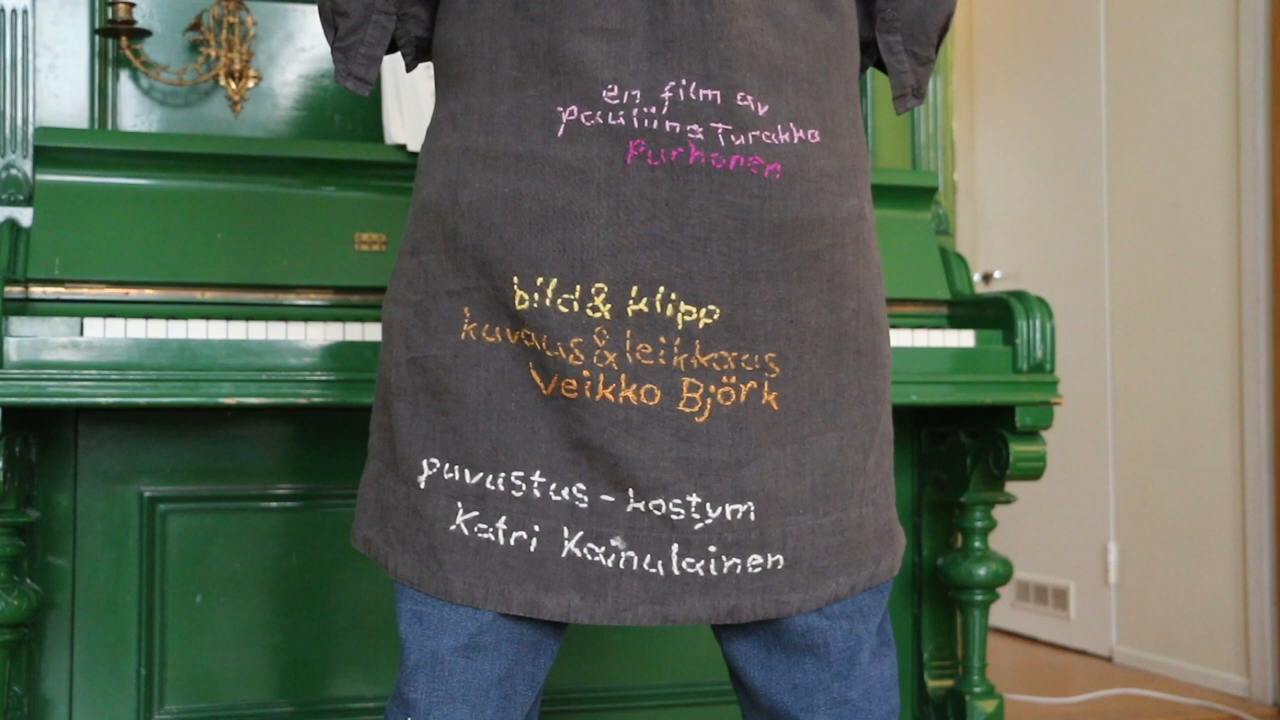 en film av
pauliina Turakka
Purhonen
bild & klipp
kuvaus & leikkaus
Veikko Björk
puvustus - kostym
Katri Kainulainen